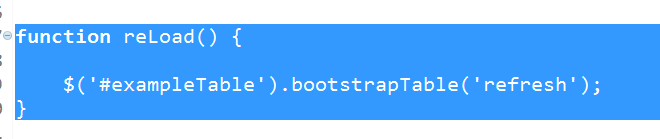 function reLoad() {
$('#exampleTable').bootstrapTable('refresh');
}